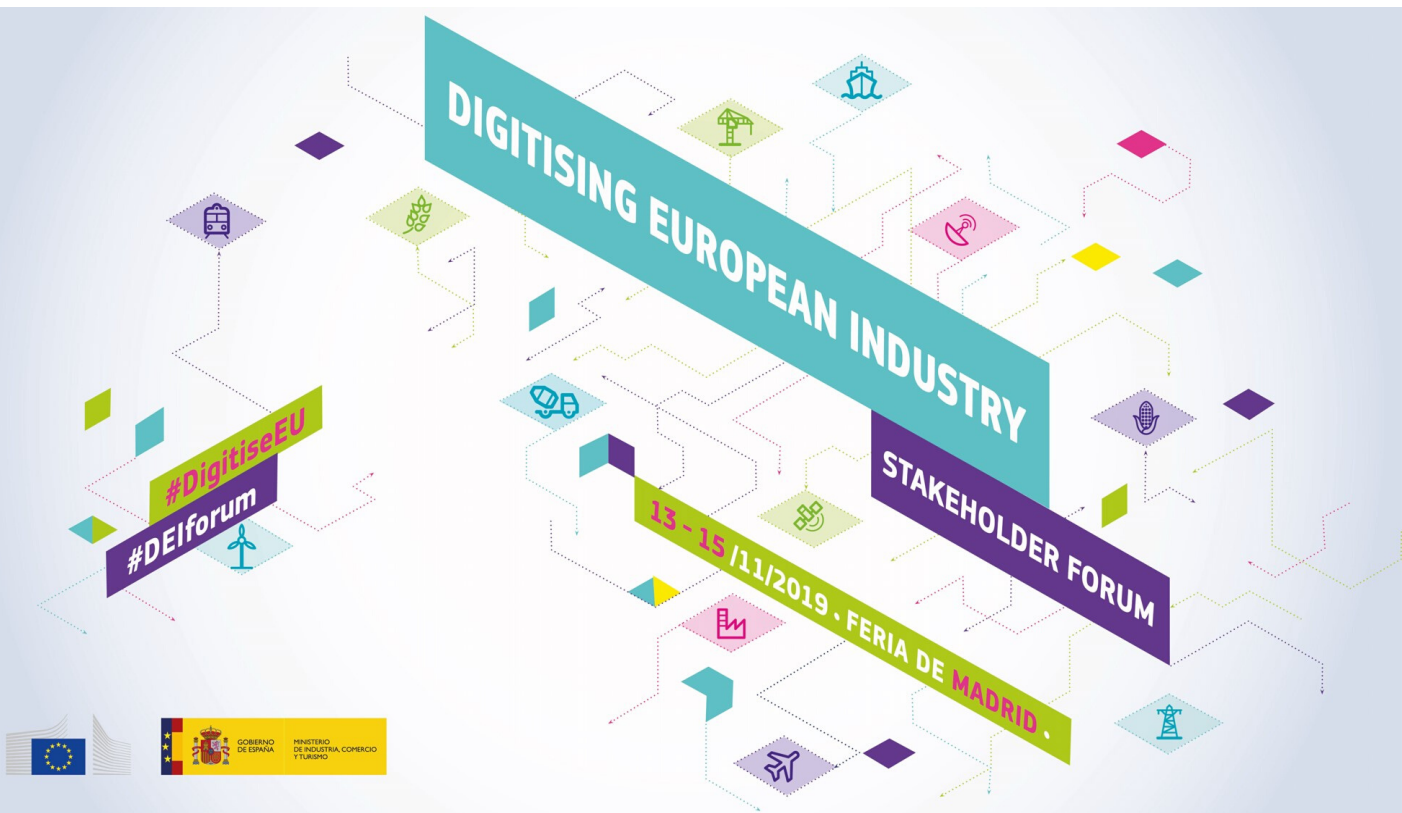 DIGITISING EUROPEAN INDUSTRY
STAKEHOLDER FORUM
#DigitiseEU
#DEIforum
13 - 15 /11/2019 . FERIA DE MADRID .
GOBIERNO
DE ESPAÑA
MINISTERIO
DE INDUSTRIA, COMERCIO
Y TURISMO